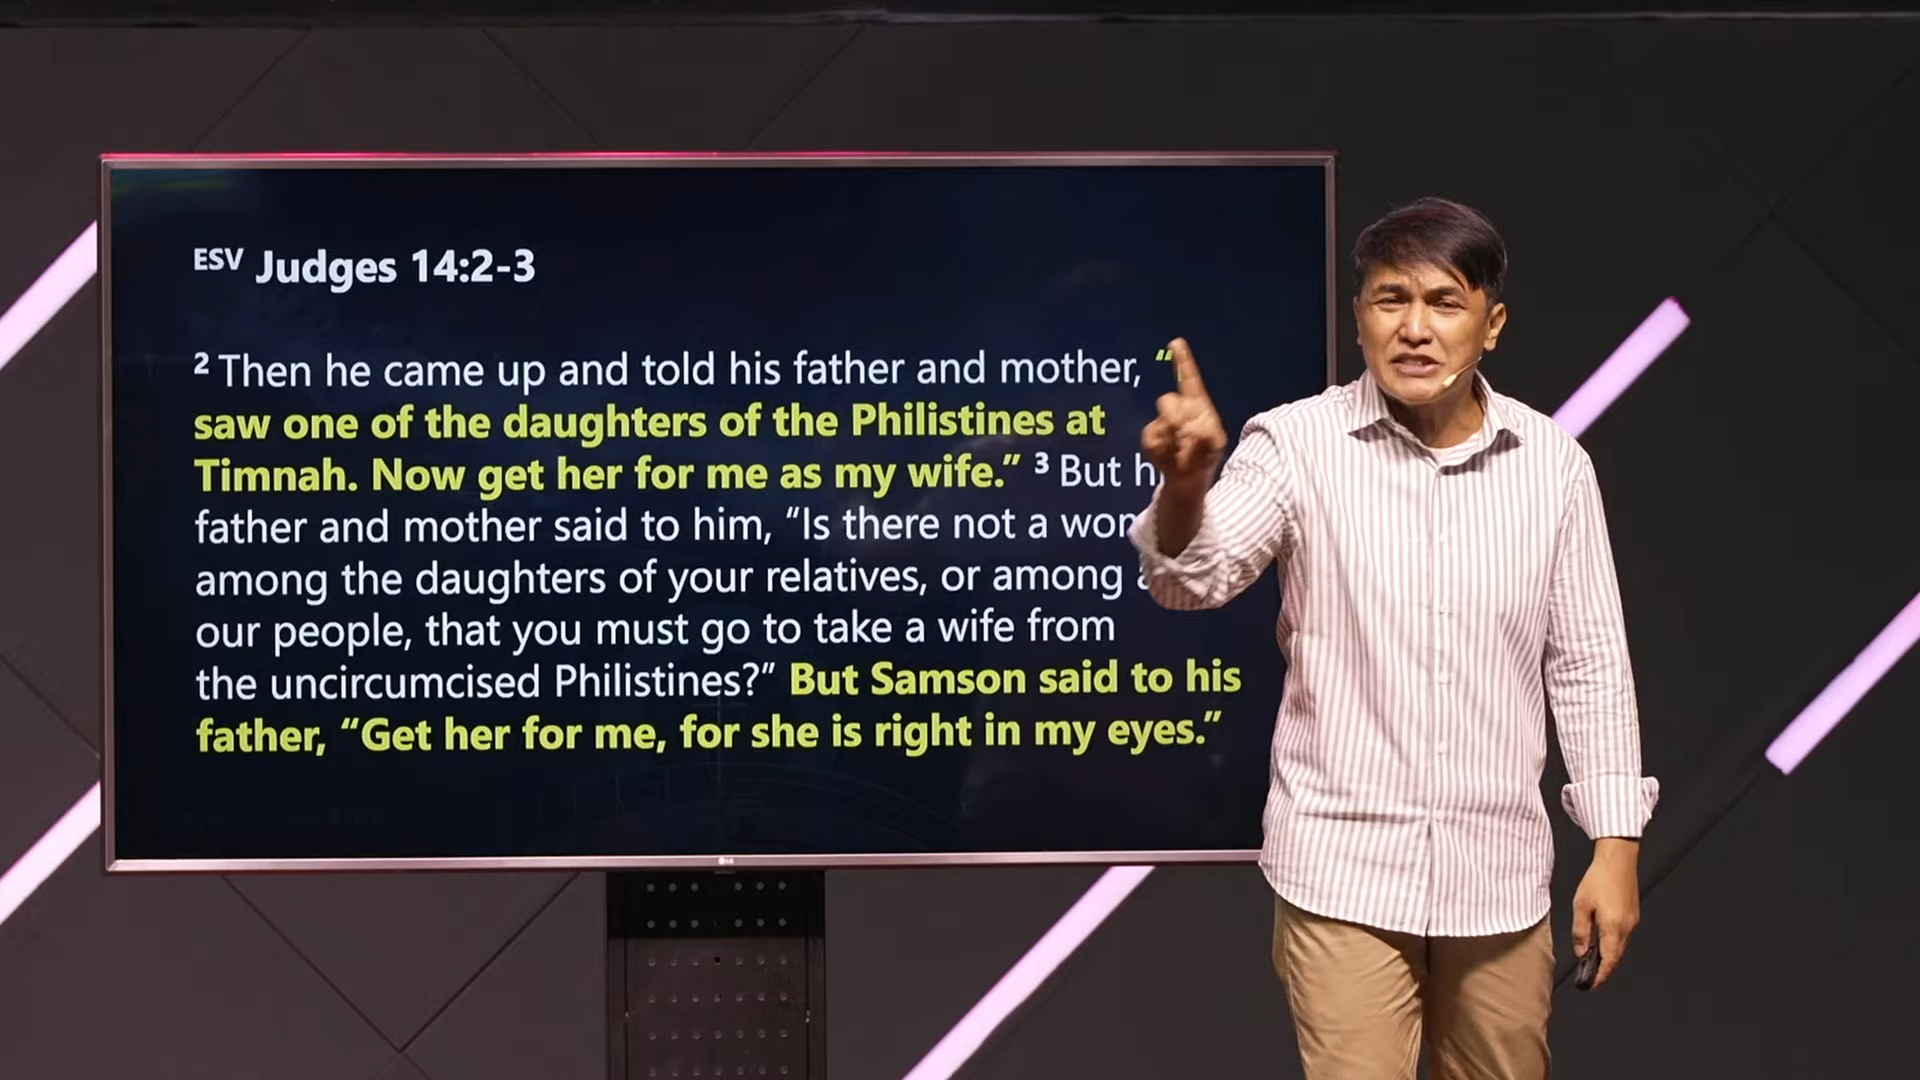 ESV Judges 14:2-3
2 Then he came up and told his father and mother, “
saw one of the daughters of the Philistines at
Timnah. Now get her for me as my wife.” 3 But
father and mother said to him, “Is there not a
among the daughters of your relatives, or among
our people, that you must go to take a wife from
the uncircumcised Philistines?” But Samson said to his
father, “Get her for me, for she is right in my eyes.”
LG